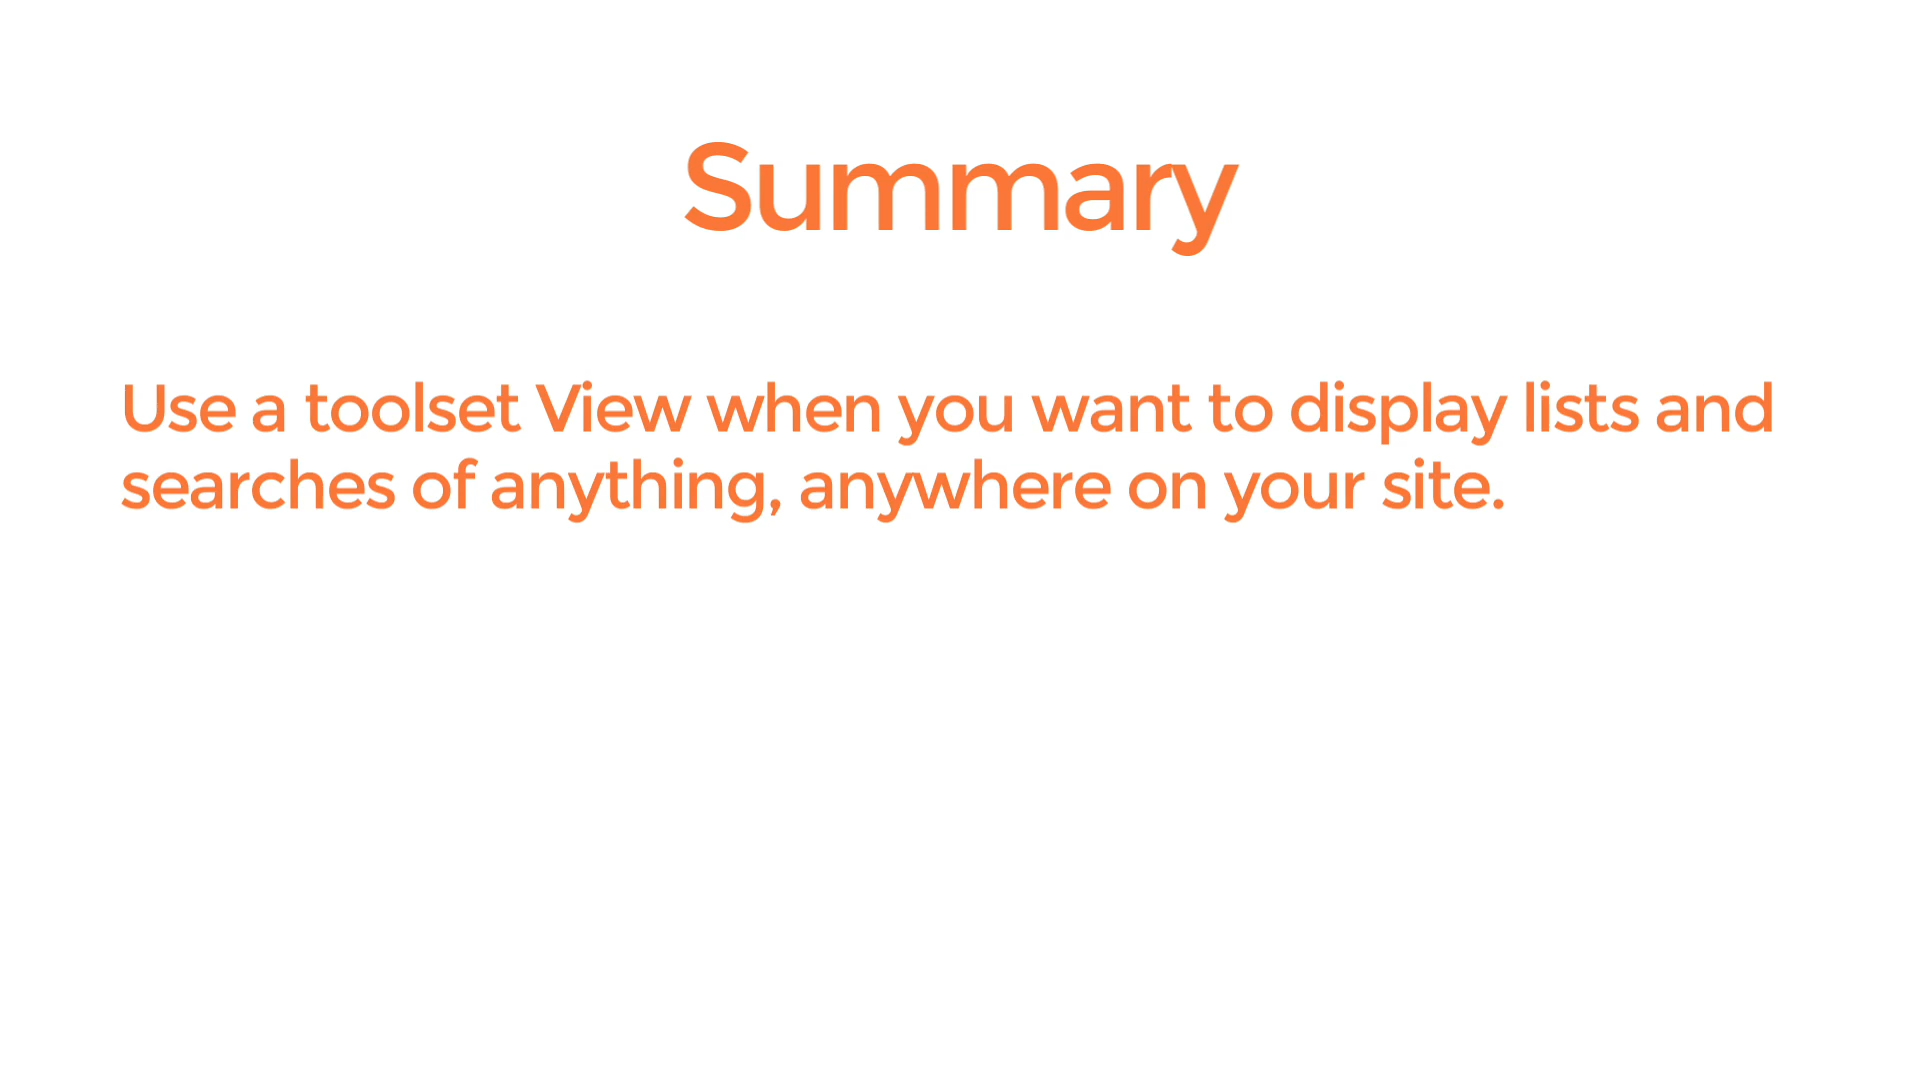 Summary
Use a toolset View when you want to display lists and
searches of anything, anywhere on your site.